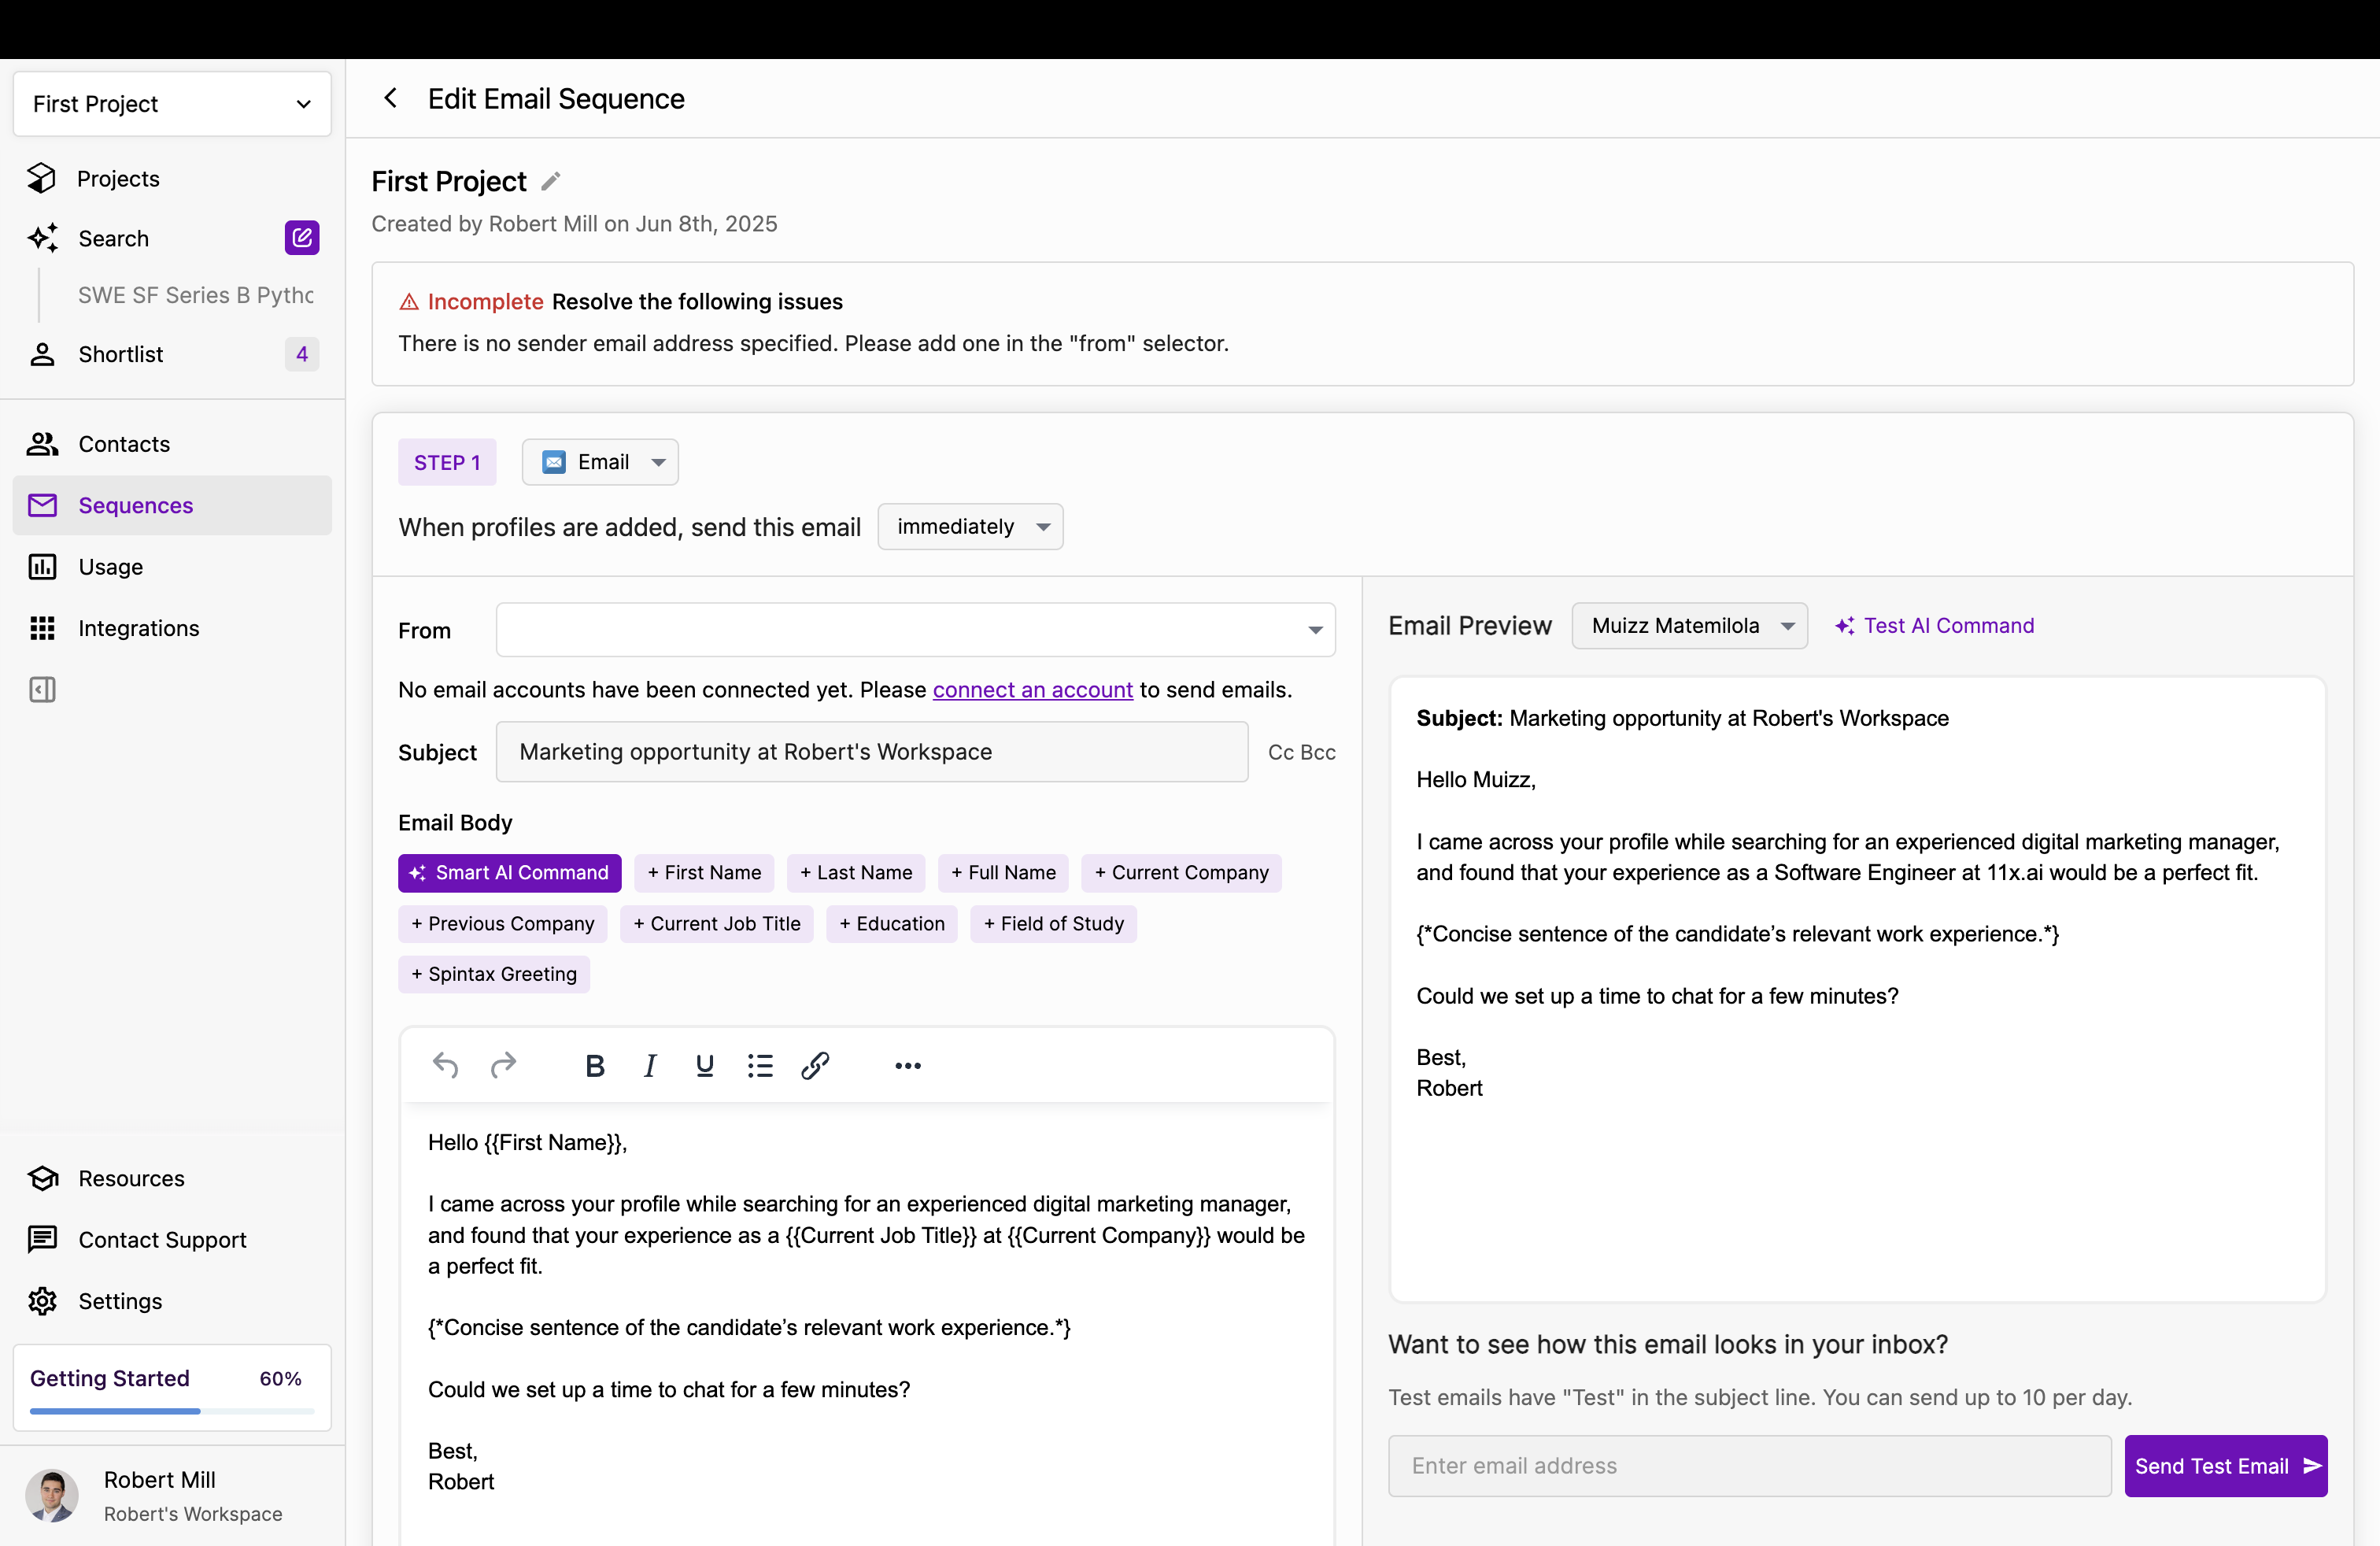 First Project
Projects
Search
SWE SF Series B Pytho
Shortlist
4
Contacts
Sequences
Usage
Integrations
Resources
Contact Support
Settings
Getting Started
60%
Robert Mill
Robert's Workspace
Edit Email Sequence
First Project
Created by Robert Mill on Jun 8th, 2025
Incomplete Resolve the following issues
There is no sender email address specified. Please add one in the "from" selector.
STEP 1
Email
When profiles are added, send this email
immediately
From
No email accounts have been connected yet. Please connect an account to send emails.
Subject
Marketing opportunity at Robert's Workspace
Cc Bcc
Email Body
Smart AI Command
+ First Name
+ Last Name
+ Full Name
+ Current Company
+ Previous Company
+ Current Job Title
+ Education
+ Field of Study
+ Spintax Greeting
B
I
U
Hello {{First Name}},
I came across your profile while searching for an experienced digital marketing manager,
and found that your experience as a {{Current Job Title}} at {{Current Company}} would be
a perfect fit.
{*Concise sentence of the candidate’s relevant work experience.*}
Could we set up a time to chat for a few minutes?
Best,
Robert
Email Preview
Muizz Matemilola
Test AI Command
Subject: Marketing opportunity at Robert's Workspace
Hello Muizz,
I came across your profile while searching for an experienced digital marketing manager,
and found that your experience as a Software Engineer at 11x.ai would be a perfect fit.
{*Concise sentence of the candidate’s relevant work experience.*}
Could we set up a time to chat for a few minutes?
Best,
Robert
Want to see how this email looks in your inbox?
Test emails have "Test" in the subject line. You can send up to 10 per day.
Enter email address
Send Test Email